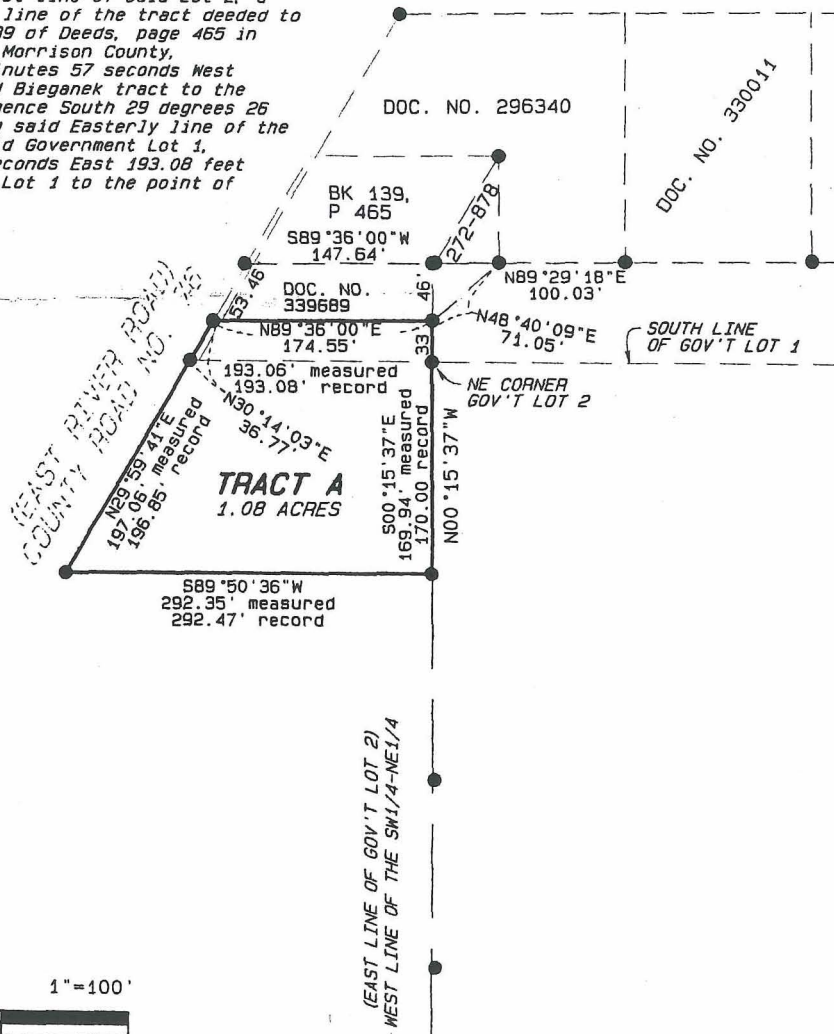 line of the tract deeded to
of Deeds, page 465 in
Morrison County,
nutes 57 seconds West
Bieganek tract to the
ence South 29 degrees 26
said Easterly line of the
d Government Lot 1,
econds East 193.08 feet
Lot 1 to the point of
DOC. NO. 296340
DOC. NO. 330011
BK 139,
P 465
272-878
S89°36'00"W
147.64'
N89°29'18"E
100.03'
53.46
DOC. NO.
339689
46'
N89°36'00"E
174.55'
N48°40'09"E
71.05'
33
SOUTH LINE
OF GOV'T LOT 1
193.06' measured
193.08' record
NE CORNER
GOV'T LOT 2
N30°14'03"E
36.77'
(EAST RIVER ROAD)
COUNTY ROAD NO. 26
N29°59'41"E
197.06' measured
196.85' record
TRACT A
1.08 ACRES
S00°15'37"E
169.94' measured
170.00 record
N00°15'37"W
S89°50'36"W
292.35' measured
292.47' record
(EAST LINE OF GOV'T LOT 2)
WEST LINE OF THE SW1/4-NE1/4
1"=100'